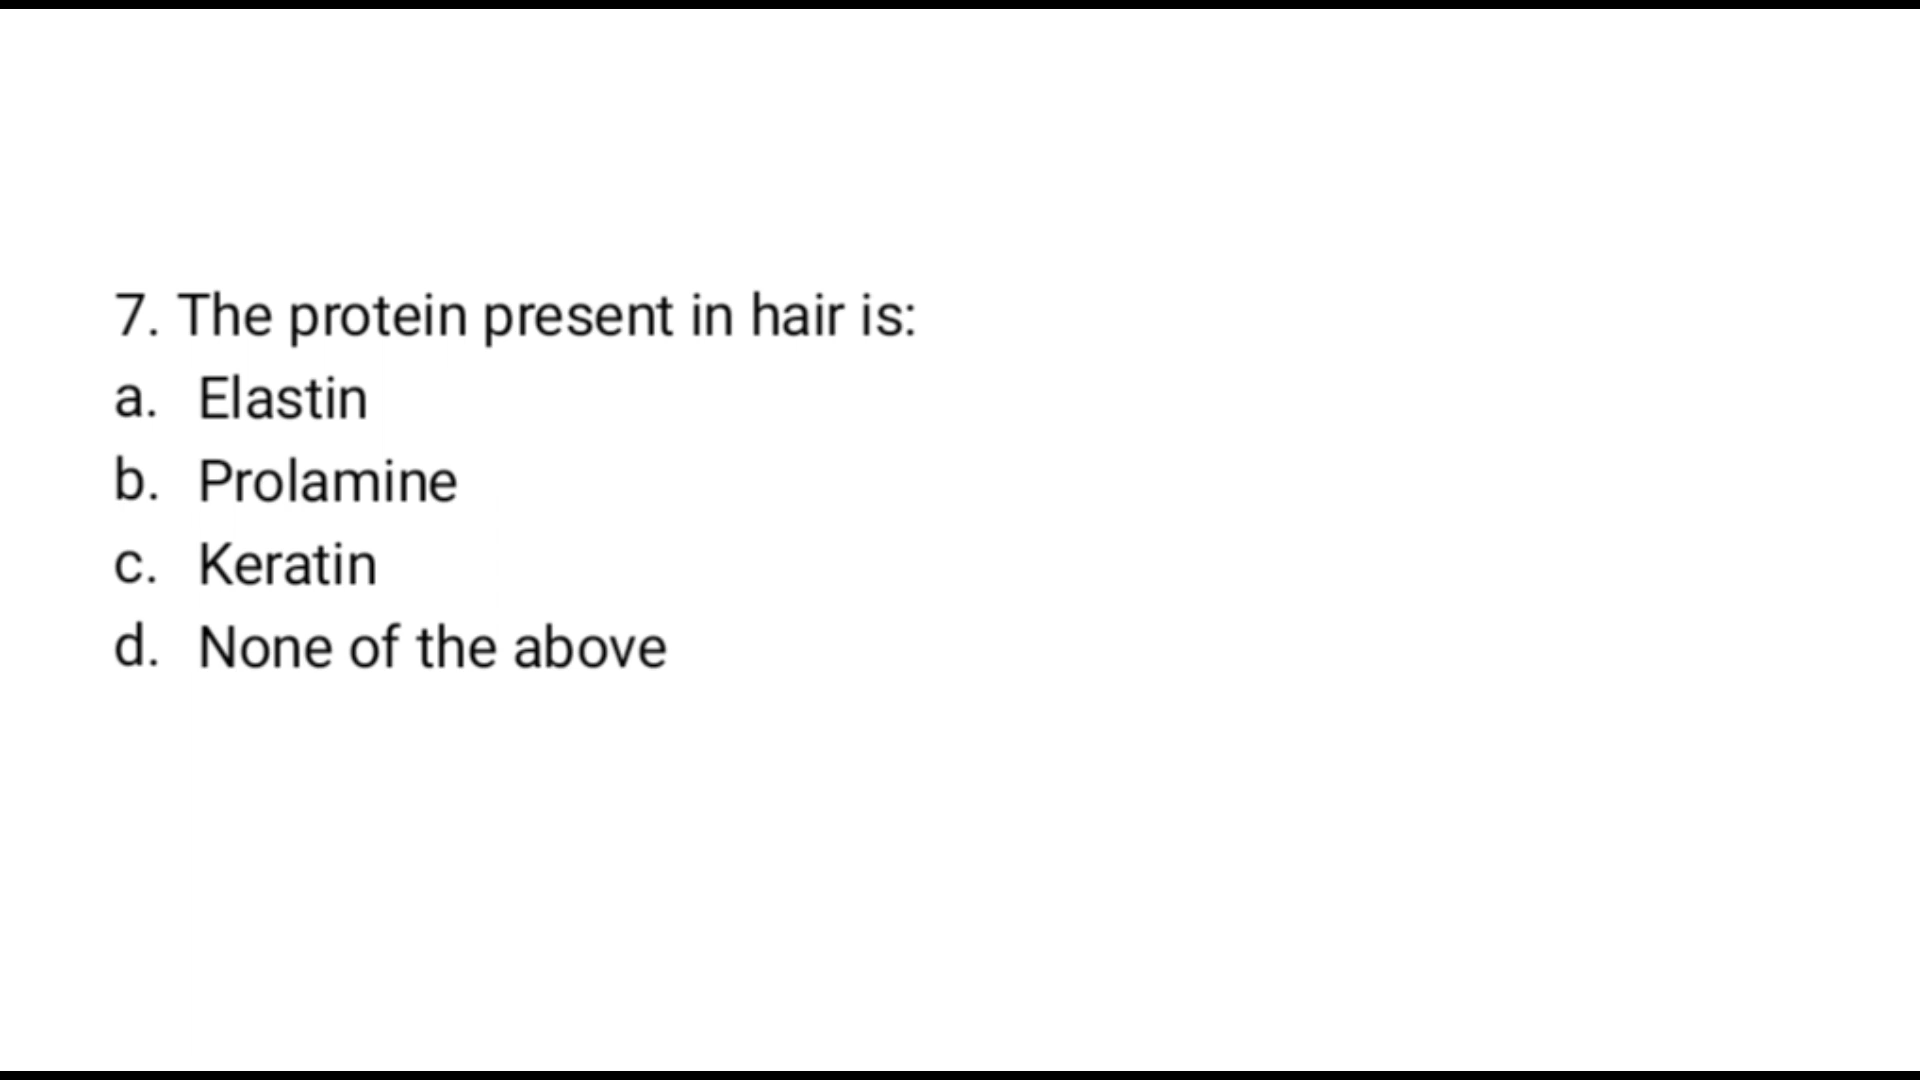 7. The protein present in hair is:
a. Elastin
b. Prolamine
c. Keratin
d. None of the above